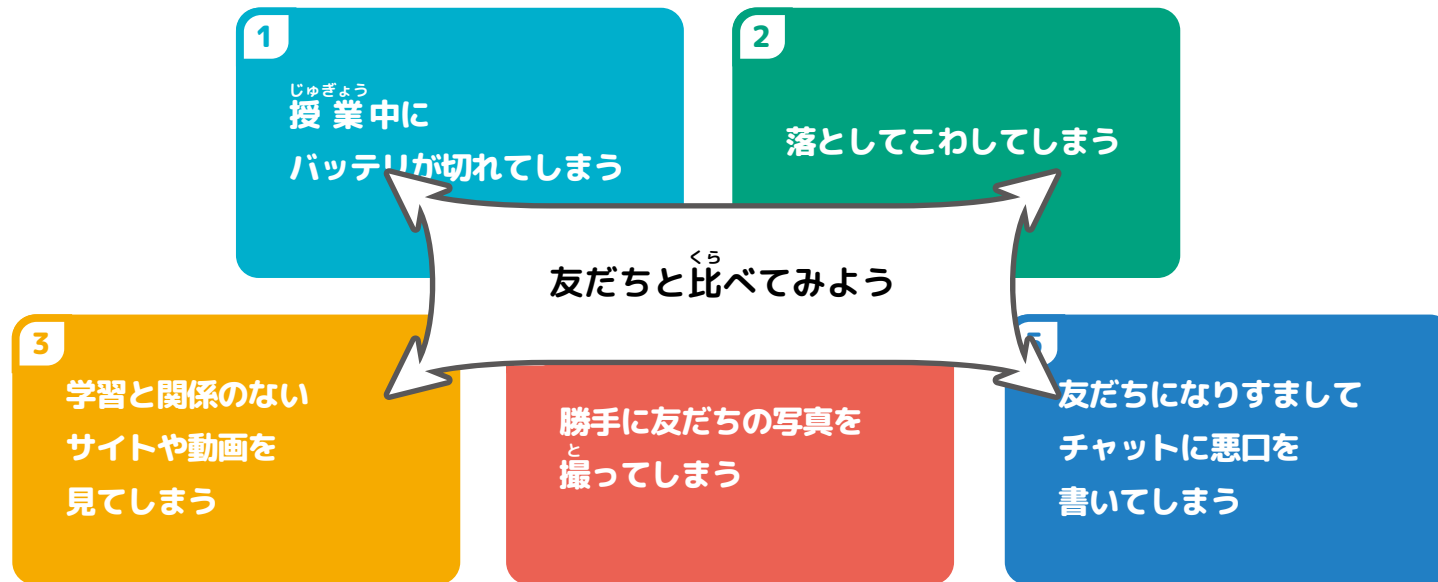 1
じゅぎょう
授業中に
バッテリが切れてしまう
2
落としてこわしてしまう
くら
友だちと比べてみよう
3
学習と関係のない
サイトや動画を
見てしまう
勝手に友だちの写真を
と
撮ってしまう
5
友だちになりすまして
チャットに悪口を
書いてしまう